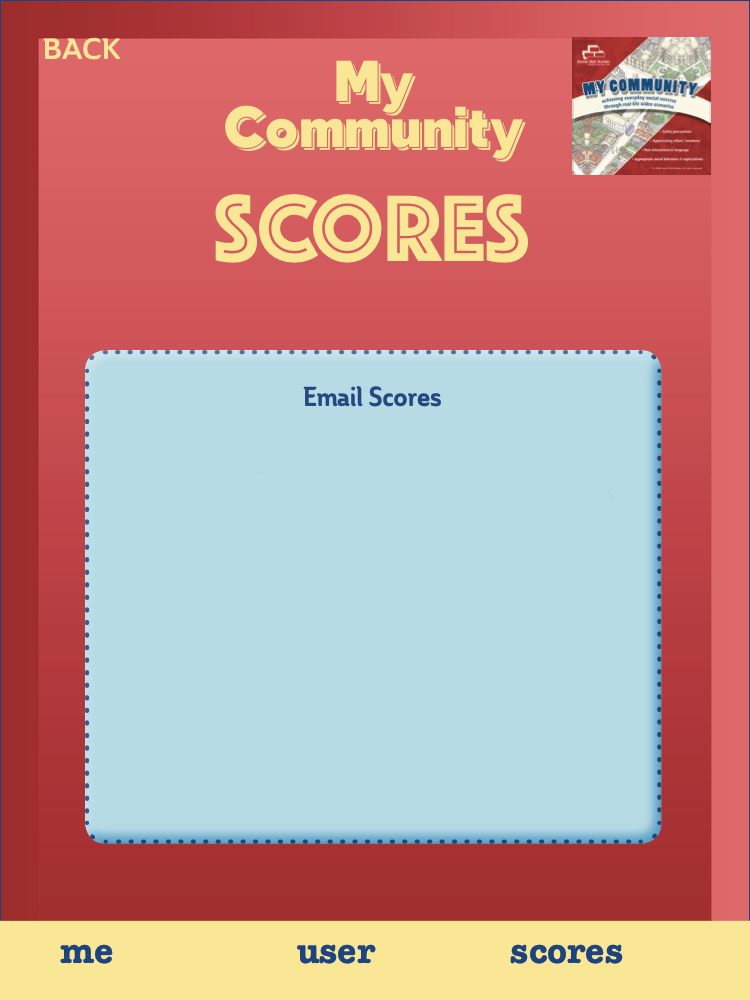 BACK
My
Community
SCORES
MY COMMUNITY
achieving everyday social success
through real-life video scenarios
Email Scores
me
user
scores